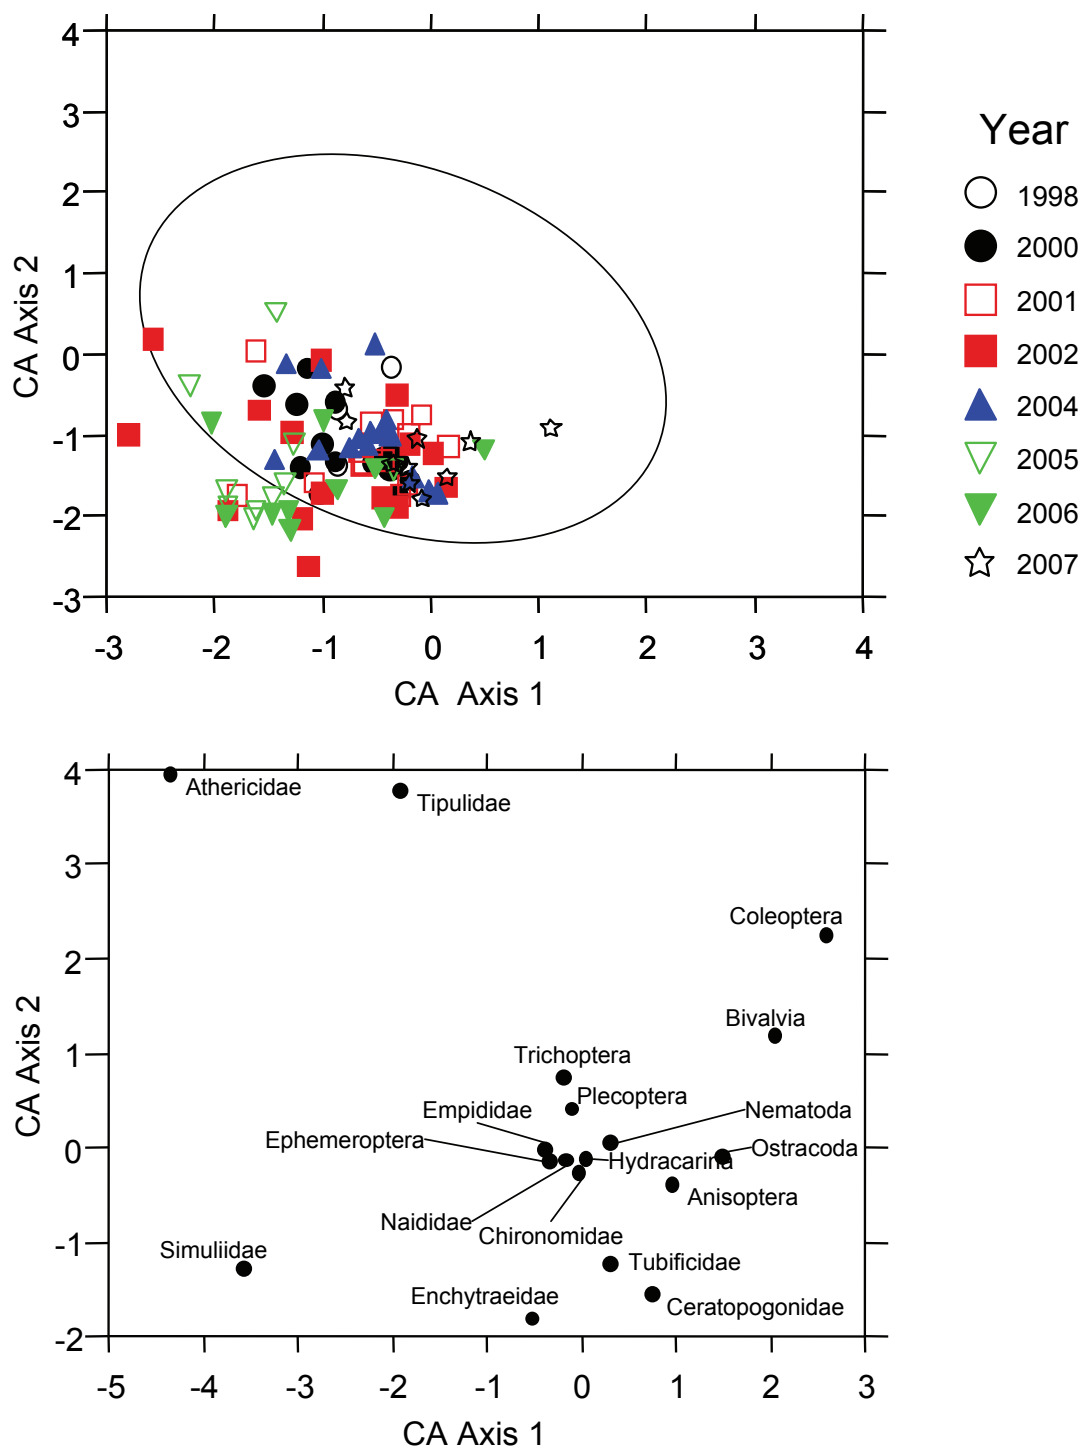 4
3
2
1
0
-1
-2
-3
CA Axis 2
-3
-2
-1
0
1
2
3
4
CA Axis 1
Year
1998
2000
2001
2002
2004
2005
2006
2007
4
3
2
1
0
-1
-2
CA Axis 2
Athericidae
Tipulidae
Coleoptera
Bivalvia
Trichoptera
Plecoptera
Empididae
Nematoda
Ephemeroptera
Ostracoda
Hydracarina
Anisoptera
Naididae
Chironomidae
Simuliidae
Tubificidae
Enchytraeidae
Ceratopogonidae
-5
-4
-3
-2
-1
0
1
2
3
CA Axis 1